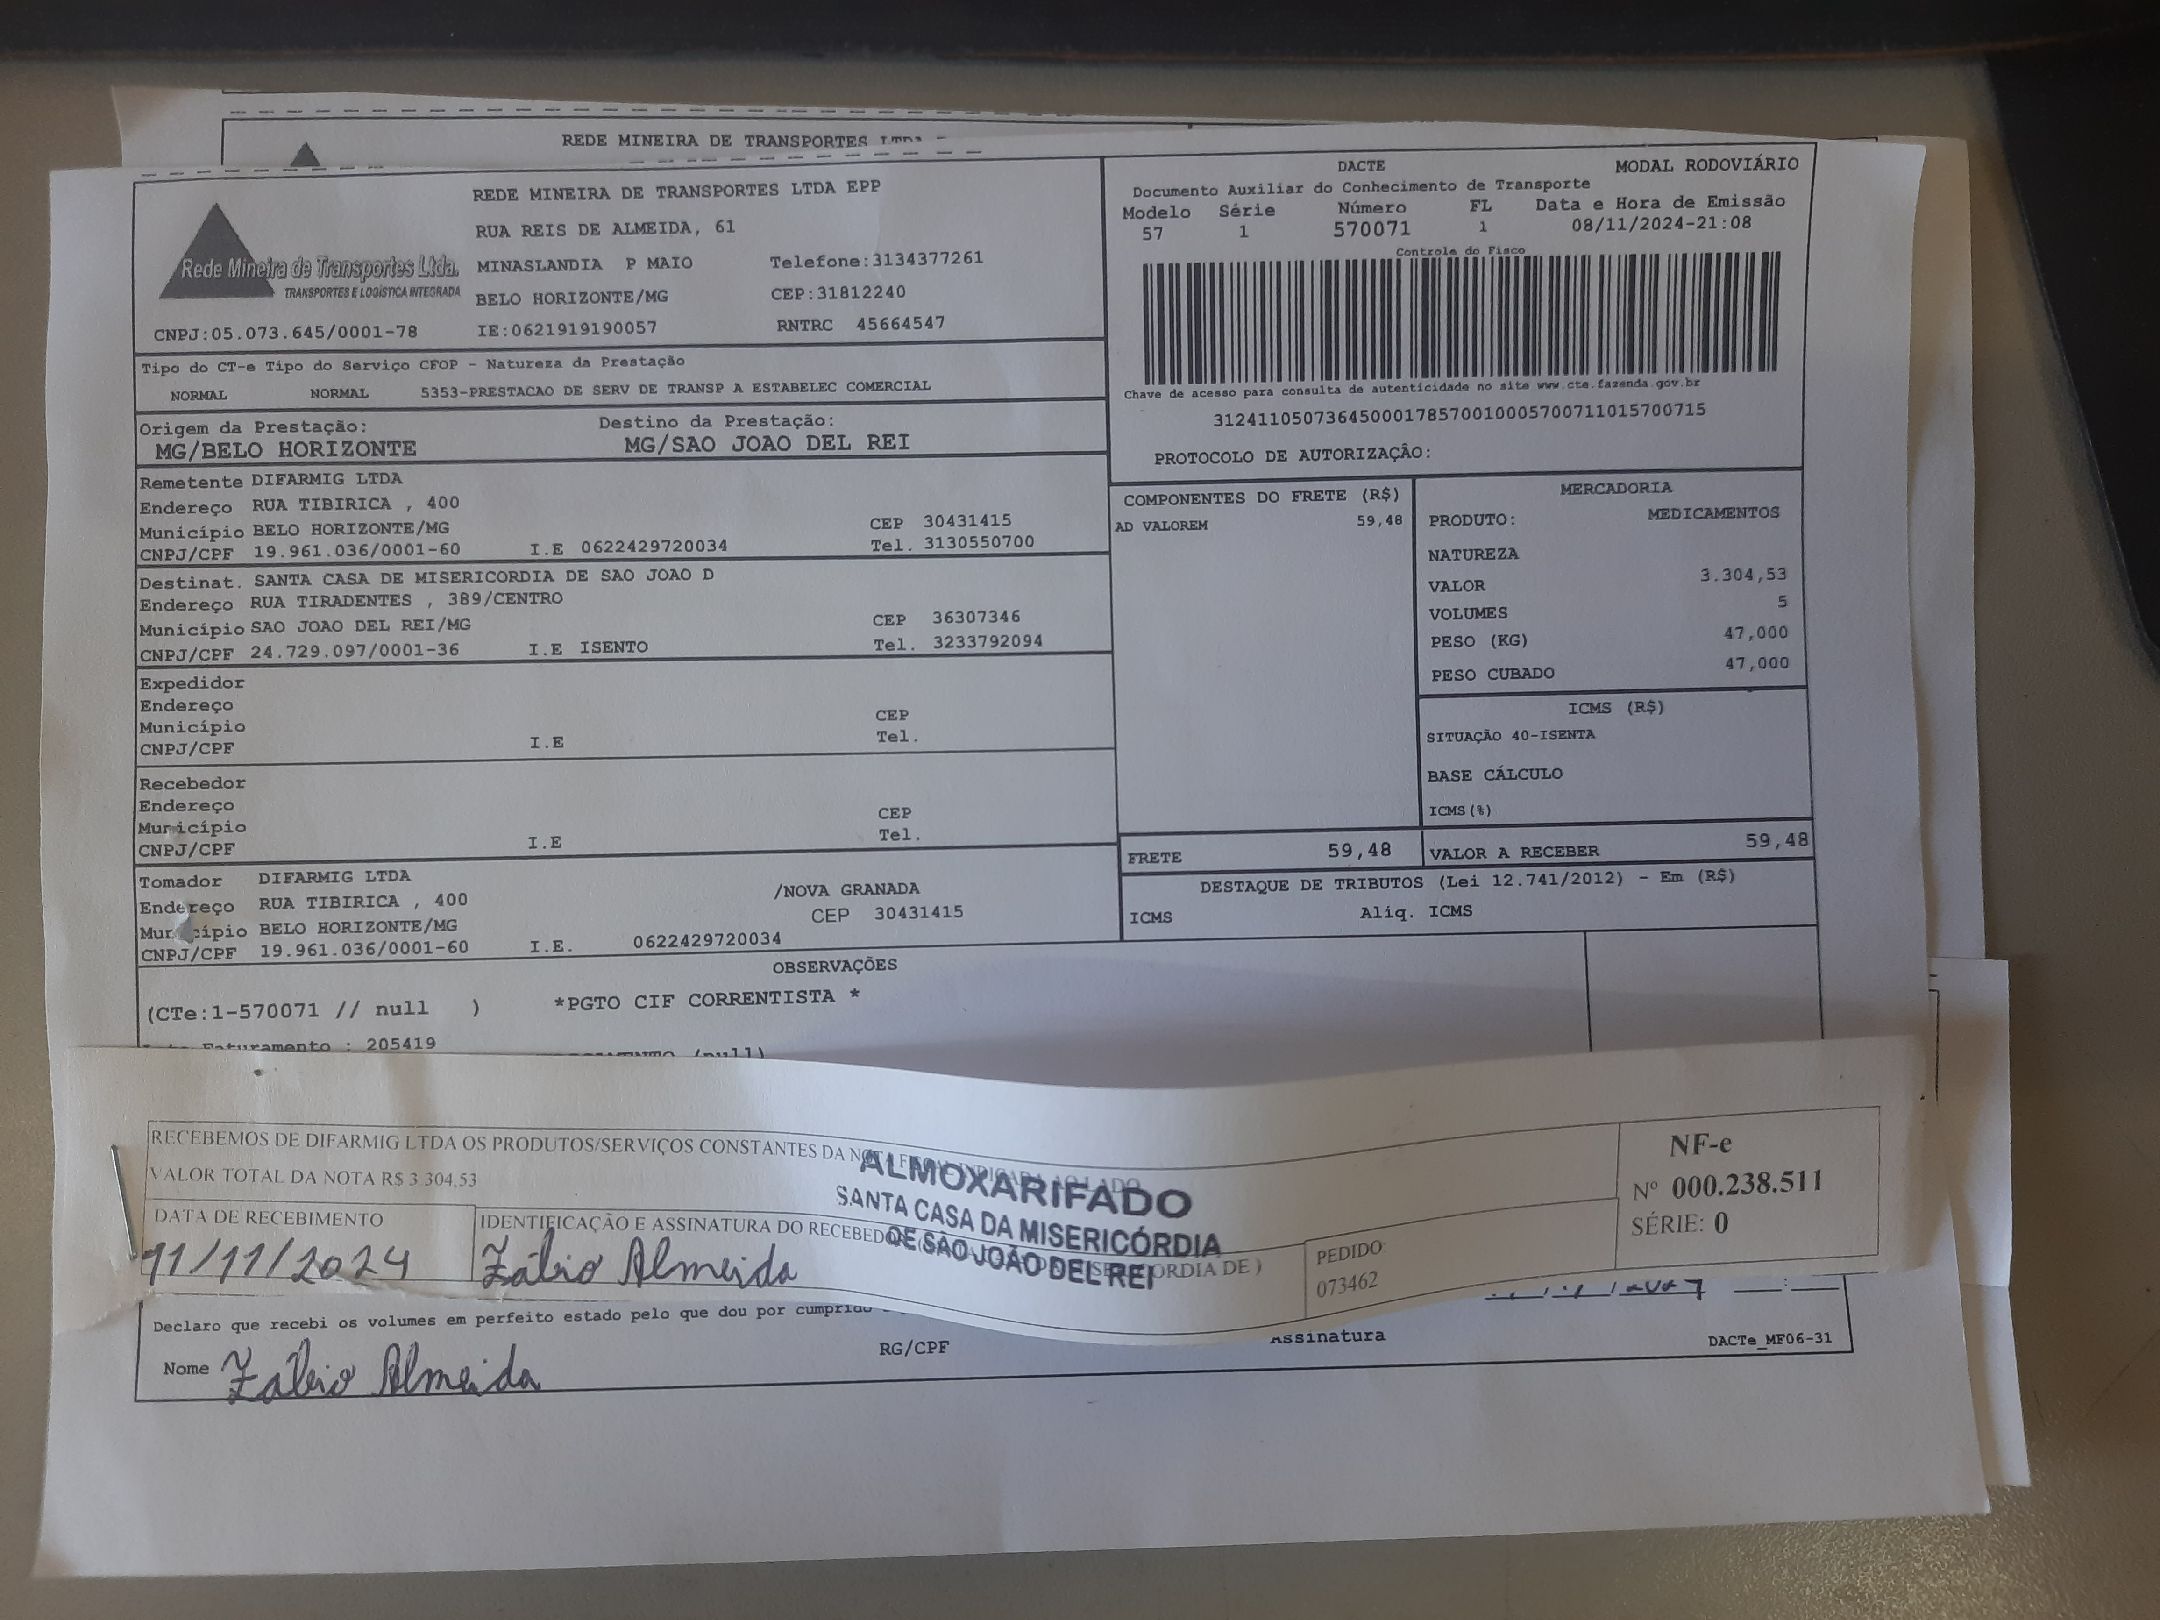 REDE MINEIRA DE TRANSPORTES
REDE MINEIRA DE TRANSPORTES LTDA EPP
RUA REIS DE ALMEIDA, 61
Rede Mineira de Transportes Ltda.
TRANSPORTES E LOGÍSTICA INTEGRADA
MINASLANDIA P MAIO Telefone:3134377261
BELO HORIZONTE/MG CEP:31812240
CNPJ:05.073.645/0001-78 IE:0621919190057 RNTRC 45664547
DACTE MODAL RODOVIÁRIO
Documento Auxiliar do Conhecimento de Transporte
Modelo Série Número FL Data e Hora de Emissão
57 1 570071 1 08/11/2024-21:08
Controle do Fisco
Chave de acesso para consulta de autenticidade no site www.cte.fazenda.gov.br
31241105073645000178570010005700711015700715
PROTOCOLO DE AUTORIZAÇÂO:
Tipo do CT-e Tipo do Serviço CFOP - Natureza da Prestação
NORMAL NORMAL 5353-PRESTACAO DE SERV DE TRANSP A ESTABELEC COMERCIAL
Origem da Prestação: Destino da Prestação:
MG/BELO HORIZONTE MG/SAO JOAO DEL REI
Remetente DIFARMIG LTDA
Endereço RUA TIBIRICA , 400
Município BELO HORIZONTE/MG CEP 30431415
CNPJ/CPF 19.961.036/0001-60 I.E 0622429720034 Tel. 3130550700
Destinat. SANTA CASA DE MISERICORDIA DE SAO JOAO D
Endereço RUA TIRADENTES , 389/CENTRO
Município SAO JOAO DEL REI/MG CEP 36307346
CNPJ/CPF 24.729.097/0001-36 I.E ISENTO Tel. 3233792094
Expedidor
Endereço
Município CEP
CNPJ/CPF I.E Tel.
Recebedor
Endereço
Município CEP
CNPJ/CPF I.E Tel.
Tomador DIFARMIG LTDA /NOVA GRANADA
Endereço RUA TIBIRICA , 400 CEP 30431415
Município BELO HORIZONTE/MG
CNPJ/CPF 19.961.036/0001-60 I.E. 0622429720034
COMPONENTES DO FRETE (R$)
AD VALOREM 59,48
MERCADORIA
PRODUTO: MEDICAMENTOS
NATUREZA
VALOR 3.304,53
VOLUMES 5
PESO (KG) 47,000
PESO CUBADO 47,000
ICMS (R$)
SITUAÇÃO 40-ISENTA
BASE CÁLCULO
ICMS(%)
FRETE 59,48 VALOR A RECEBER 59,48
DESTAQUE DE TRIBUTOS (Lei 12.741/2012) - Em (R$)
ICMS Aliq. ICMS
OBSERVAÇÕES
(CTe:1-570071 // null ) *PGTO CIF CORRENTISTA *
Faturamento : 205419
(null)
RECEBEMOS DE DIFARMIG LTDA OS PRODUTOS/SERVIÇOS CONSTANTES DA NOTA FISCAL INDICADA AO LADO
VALOR TOTAL DA NOTA R$ 3.304,53
DATA DE RECEBIMENTO IDENTIFICAÇÃO E ASSINATURA DO RECEBEDOR
11/11/2024 Fábio Almeida
ALMOXARIFADO
SANTA CASA DA MISERICÓRDIA
DE SÃO JOÃO DEL REI
PEDIDO
073462
NF-e
Nº 000.238.511
SÉRIE: 0
Declaro que recebi os volumes em perfeito estado pelo que dou por cumprido
Nome Fábio Almeida RG/CPF Assinatura DACTe_MF06-31